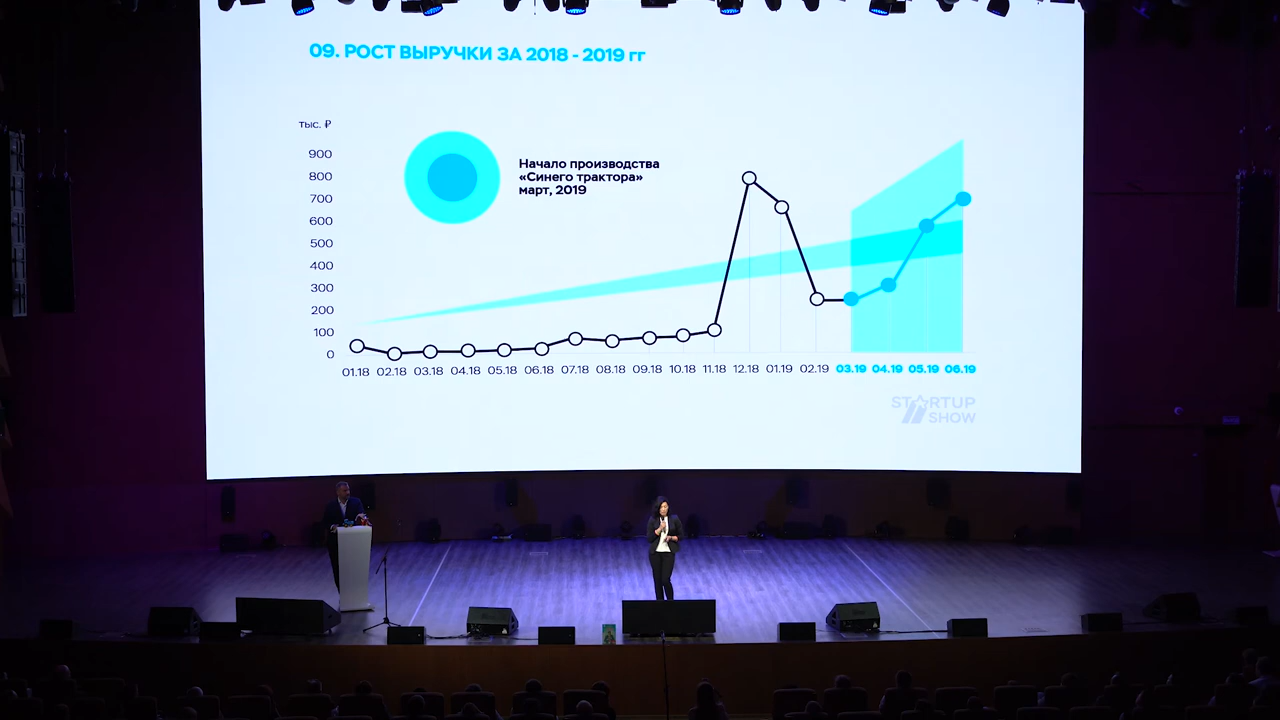 09. РОСТ ВЫРУЧКИ ЗА 2018 - 2019 гг
тыс. ₽
900
800
700
600
500
400
300
200
100
0
Начало производства
«Синего трактора»
март, 2019
01.18 02.18 03.18 04.18 05.18 06.18 07.18 08.18 09.18 10.18 11.18 12.18 01.19 02.19 03.19 04.19 05.19 06.19
STARTUP
SHOW